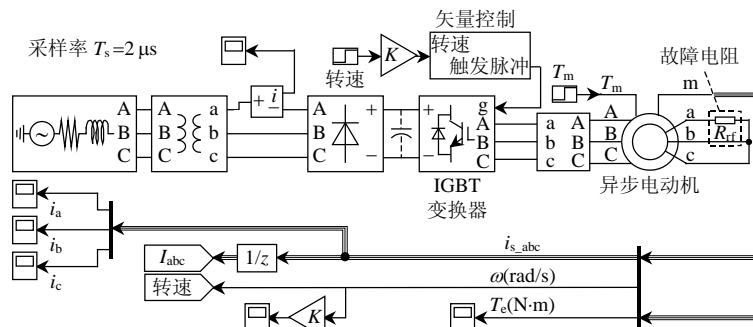 采样率 Ts=2 μs
转速
K
矢量控制
转速
触发脉冲
Tm
Tm
故障电阻
m
A
B
C
A
B
C
a
b
c
+
i
-
A
B
C
+
−
+
−
g
A
B
C
a
b
c
A
B
C
A
B
C
a
b
c
Rrf
IGBT
变换器
异步电动机
ia
ib
ic
Iabc
1/z
is_abc
转速
ω(rad/s)
K
Te(N·m)